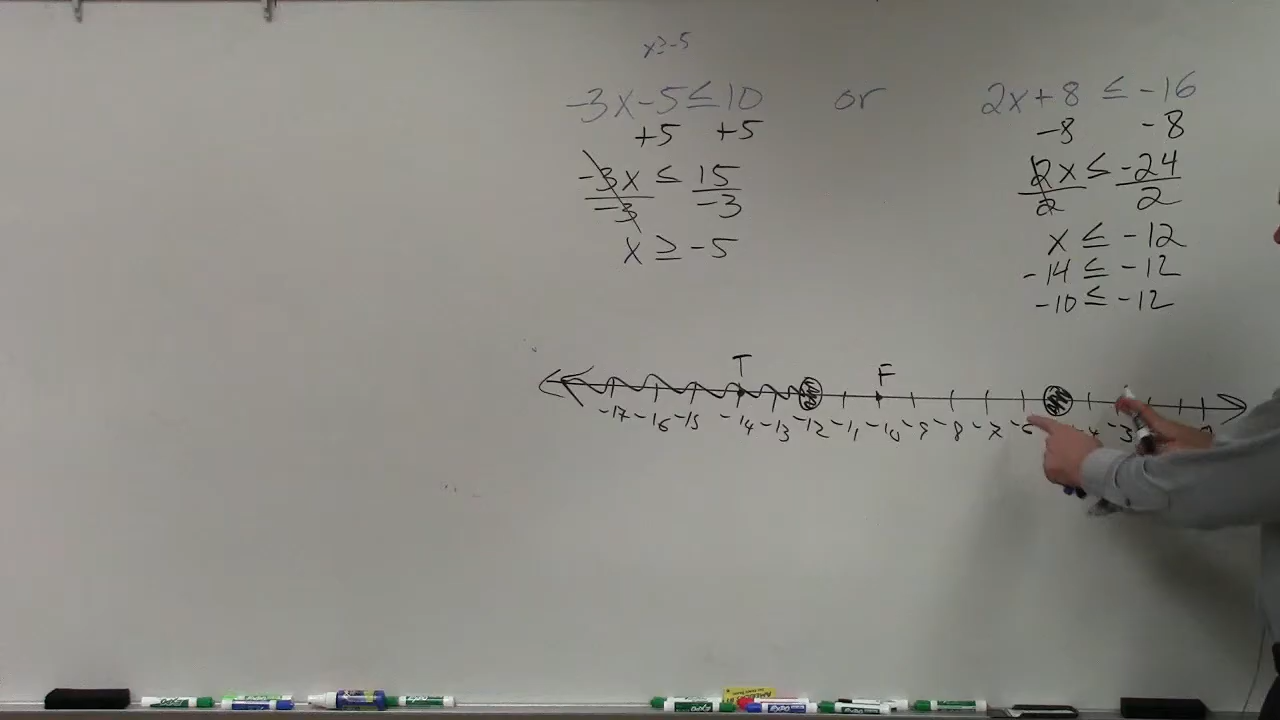 x≥-5
-3x-5≤10 or 2x+8 ≤ -16
+5 +5 -8 -8
-3x ≤ 15 2x ≤ -24
-3 -3 2 2
x ≥ -5 x ≤ -12
-14 ≤ -12
-10 ≤ -12
T F
-17 -16 -15 -14 -13 -12 -11 -10 -9 -8 -7 -6 -4 -3
EXPO